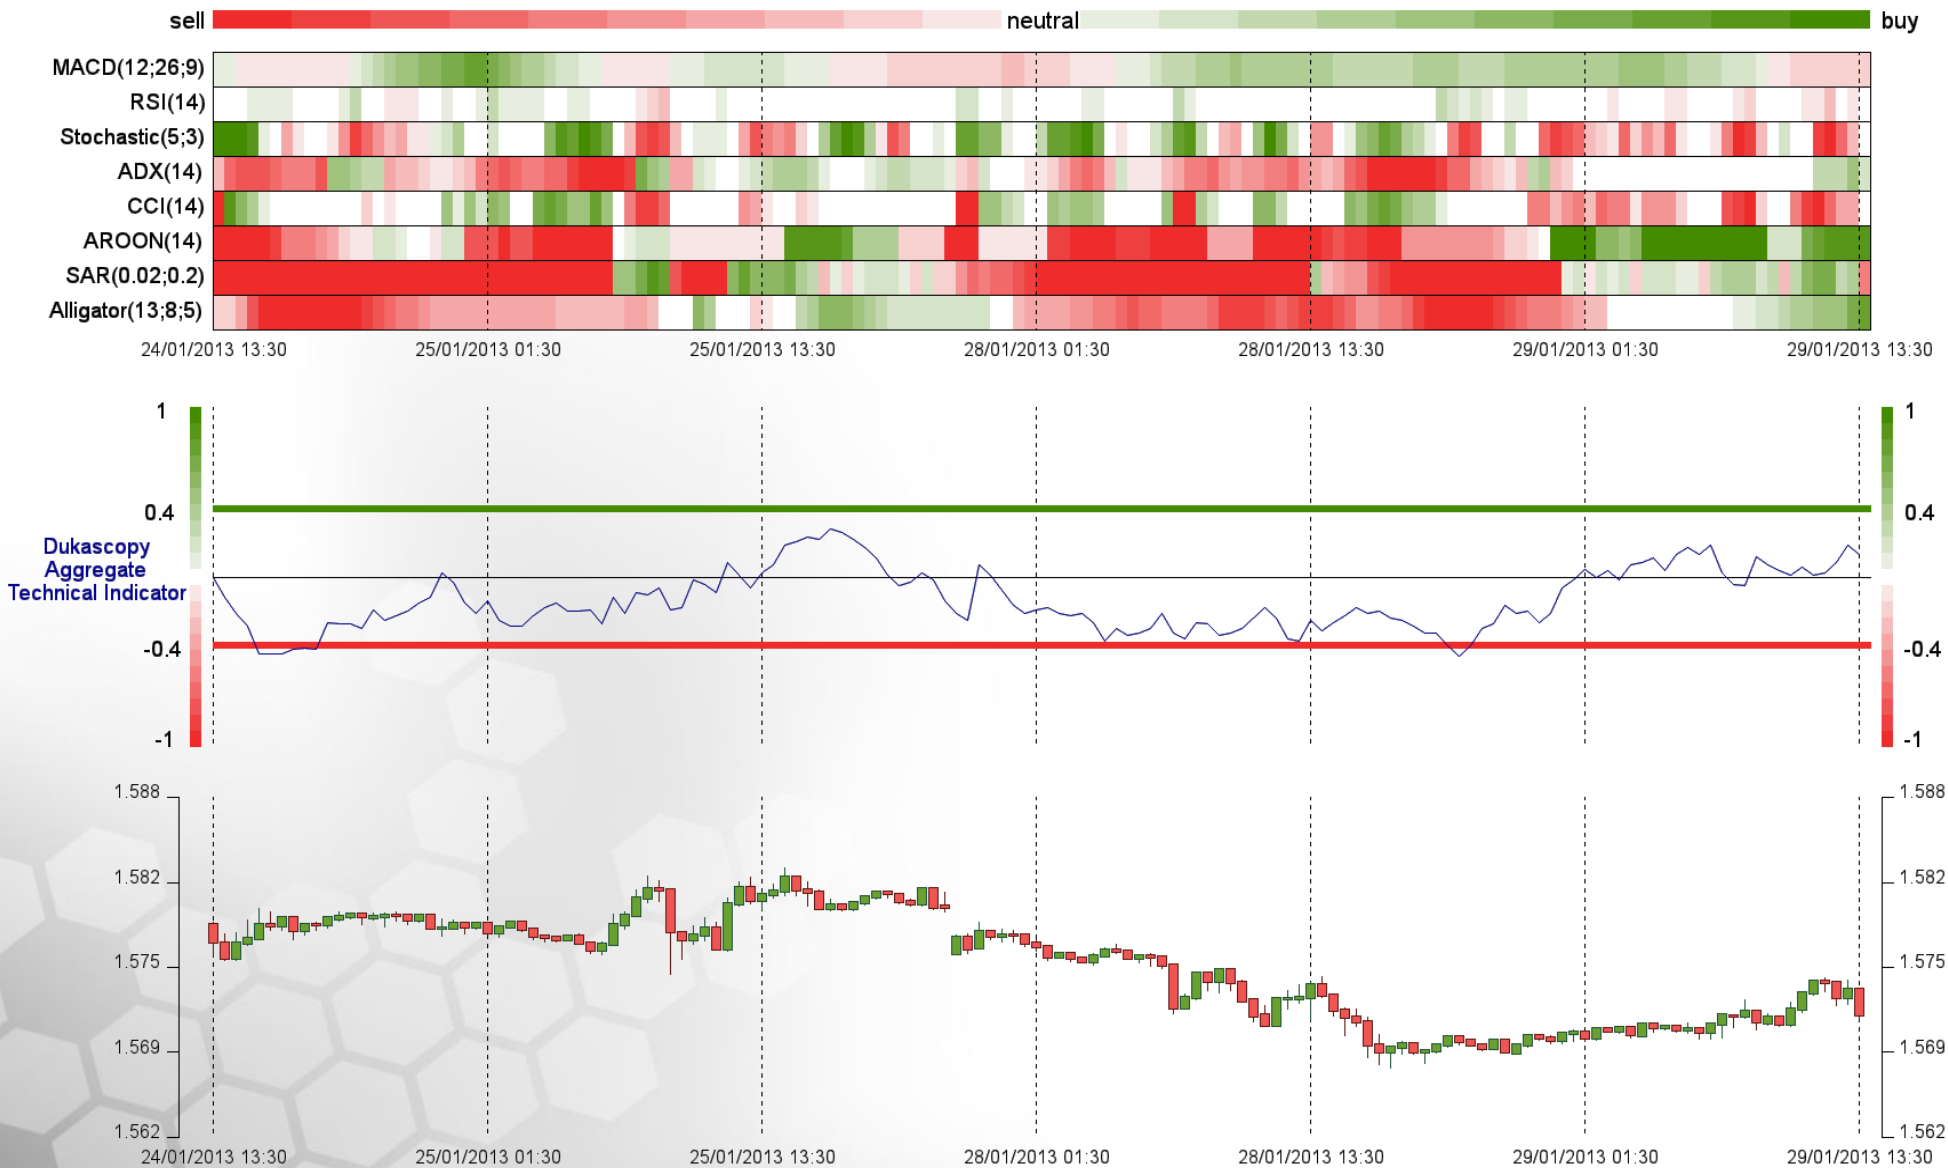 sell neutral buy
MACD(12;26;9)
RSI(14)
Stochastic(5;3)
ADX(14)
CCI(14)
AROON(14)
SAR(0.02;0.2)
Alligator(13;8;5)
24/01/2013 13:30 25/01/2013 01:30 25/01/2013 13:30 28/01/2013 01:30 28/01/2013 13:30 29/01/2013 01:30 29/01/2013 13:30
1 1
0.4 0.4
Dukascopy
Aggregate
Technical Indicator
-0.4 -0.4
-1 -1
1.588 1.588
1.582 1.582
1.575 1.575
1.569 1.569
1.562 1.562
24/01/2013 13:30 25/01/2013 01:30 25/01/2013 13:30 28/01/2013 01:30 28/01/2013 13:30 29/01/2013 01:30 29/01/2013 13:30